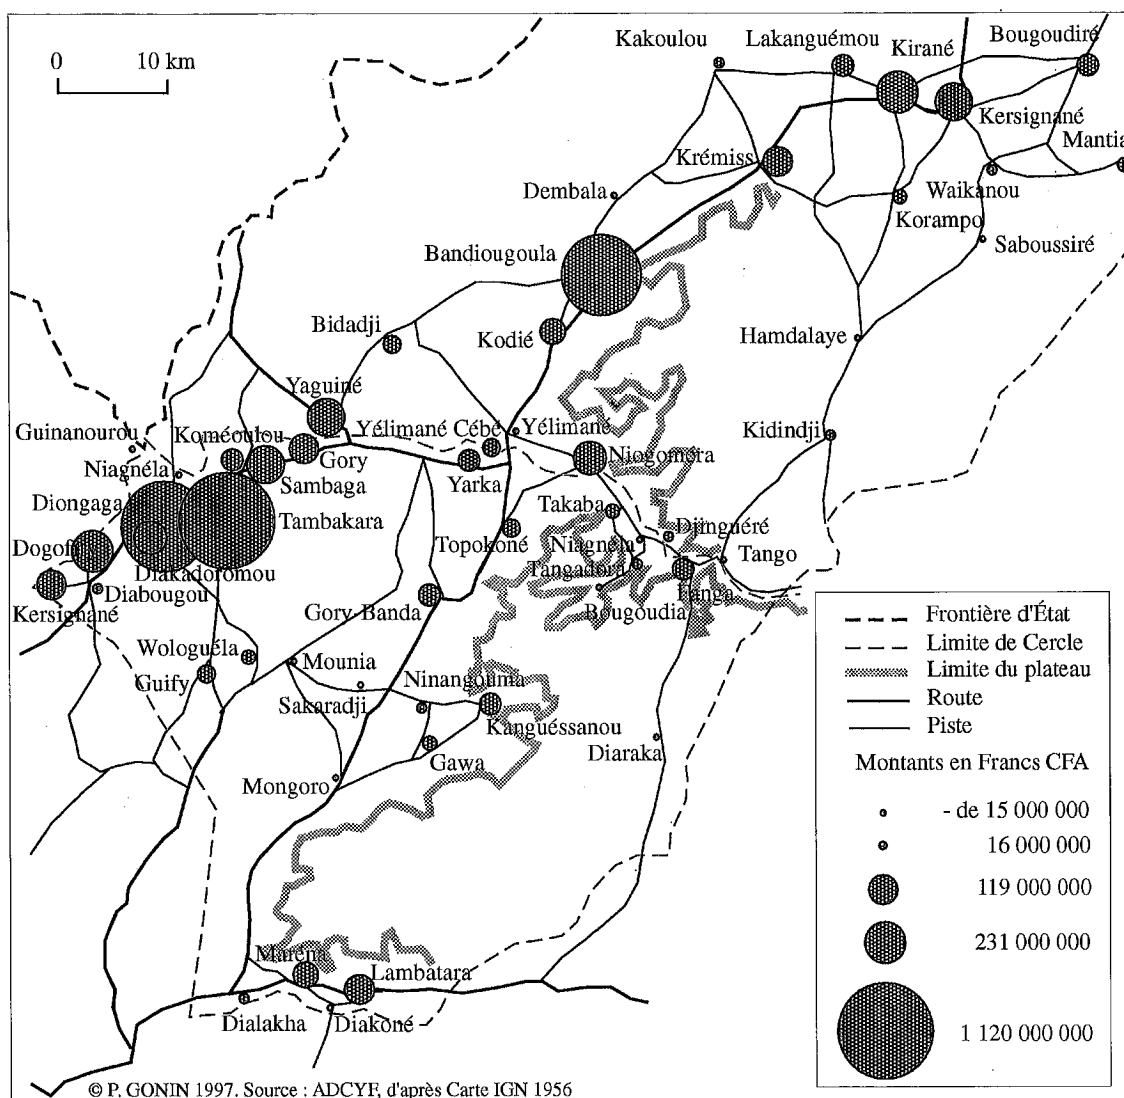 0 10 km
Kakoulou
Lakanguémou
Kirané
Bougoudiré
Kersignané
Mantia
Krémiss
Waikanou
Korampo
Dembala
Saboussiré
Bandiougoula
Bidadji
Kodié
Hamdalaye
Yaguiné
Guinanourou
Koméoulou
Yélimané Cébé
Yélimané
Kidindji
Niagnéla
Gory
Niogoméra
Sambaga
Yarka
Diongaga
Tambakara
Takaba
Djinguéré
Topokoné
Niagnéla
Tango
Diakadoromou
Tangadora
Diabougou
Kersignané
Gory-Banda
Bougoudia
Wologuéla
Guify
Mounia
Ninangouma
Sakaradji
Kanguéssanou
Diaraka
Gawa
Mongoro
Maréna
Lambatara
Dialakha
Diakoné
Frontière d'État
Limite de Cercle
Limite du plateau
Route
Piste
Montants en Francs CFA
- de 15 000 000
16 000 000
119 000 000
231 000 000
1 120 000 000
© P. GONIN 1997. Source : ADCYF, d'après Carte IGN 1956